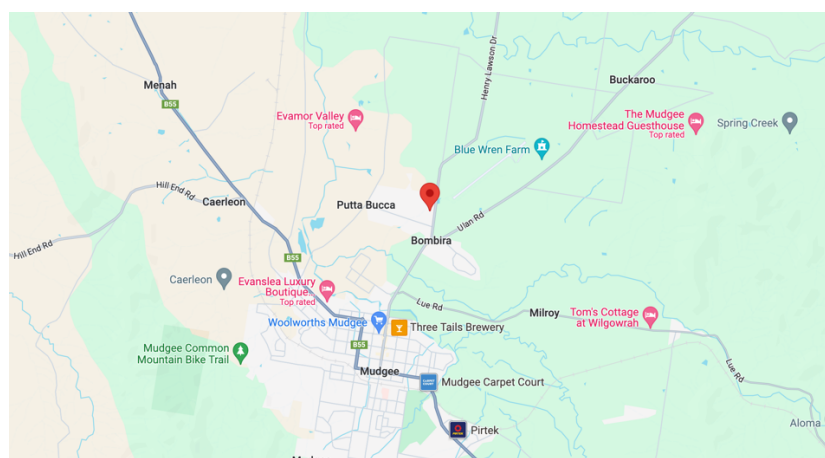 Menah
B55
Evamor Valley
Top rated
Henry Lawson Dr
Buckaroo
The Mudgee
Homestead Guesthouse
Top rated
Spring Creek
Blue Wren Farm
Hill End Rd
Caerleon
Putta Bucca
Ulan Rd
Bombira
Hill End Rd
B55
Caerleon
Evanslea Luxury
Boutique
Top rated
Lue Rd
Milroy
Tom's Cottage
at Wilgowrah
Woolworths Mudgee
Three Tails Brewery
B55
Mudgee Common
Mountain Bike Trail
Lue Rd
Mudgee
Mudgee Carpet Court
Aloma
Pirtek